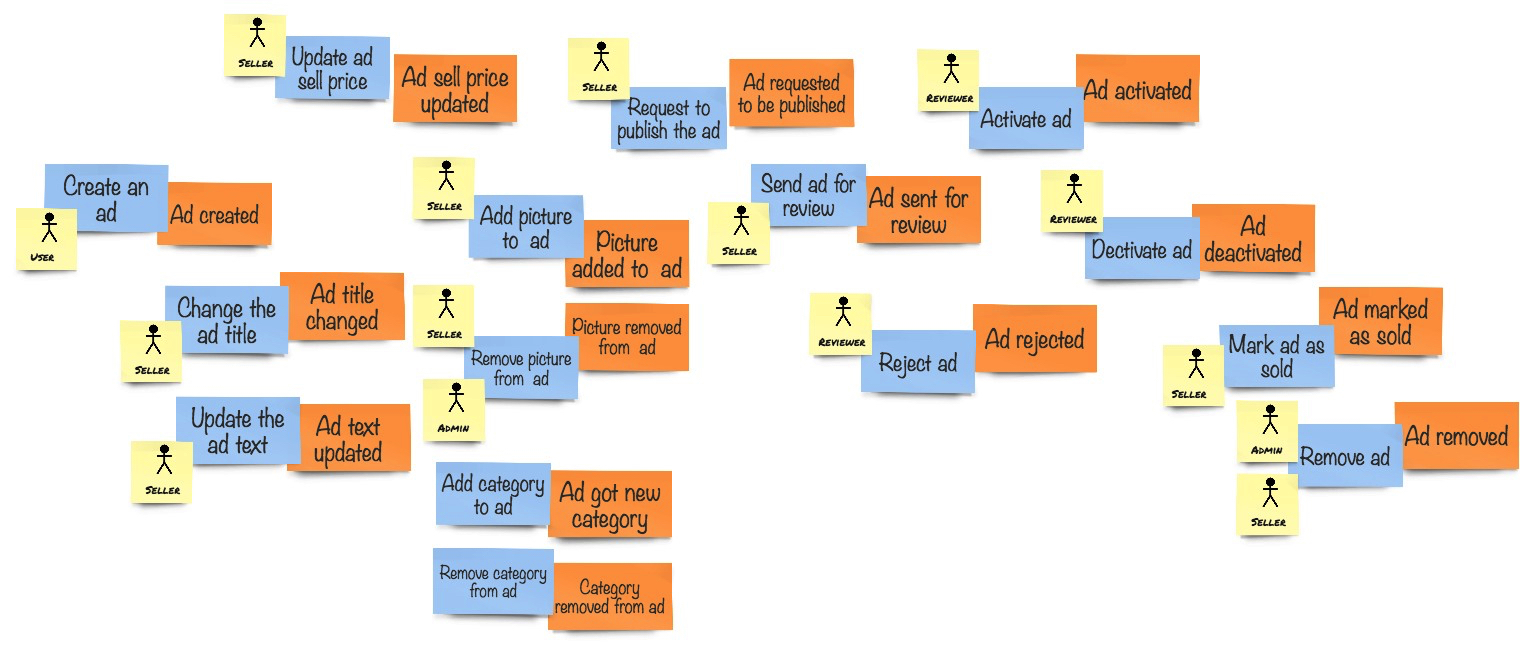 SELLER
Update ad
sell price
Ad sell price
updated
SELLER
Request to
publish the ad
Ad requested
to be published
REVIEWER
Activate ad
Ad activated
Create an
ad
USER
Ad created
SELLER
Add picture
to ad
Picture
added to ad
SELLER
Send ad for
review
Ad sent for
review
REVIEWER
Dectivate ad
Ad
deactivated
SELLER
Change the
ad title
Ad title
changed
SELLER
Remove picture
from ad
ADMIN
Picture removed
from ad
REVIEWER
Reject ad
Ad rejected
SELLER
Mark ad as
sold
Ad marked
as sold
SELLER
Update the
ad text
Ad text
updated
ADMIN
SELLER
Remove ad
Ad removed
Add category
to ad
Ad got new
category
Remove category
from ad
Category
removed from ad